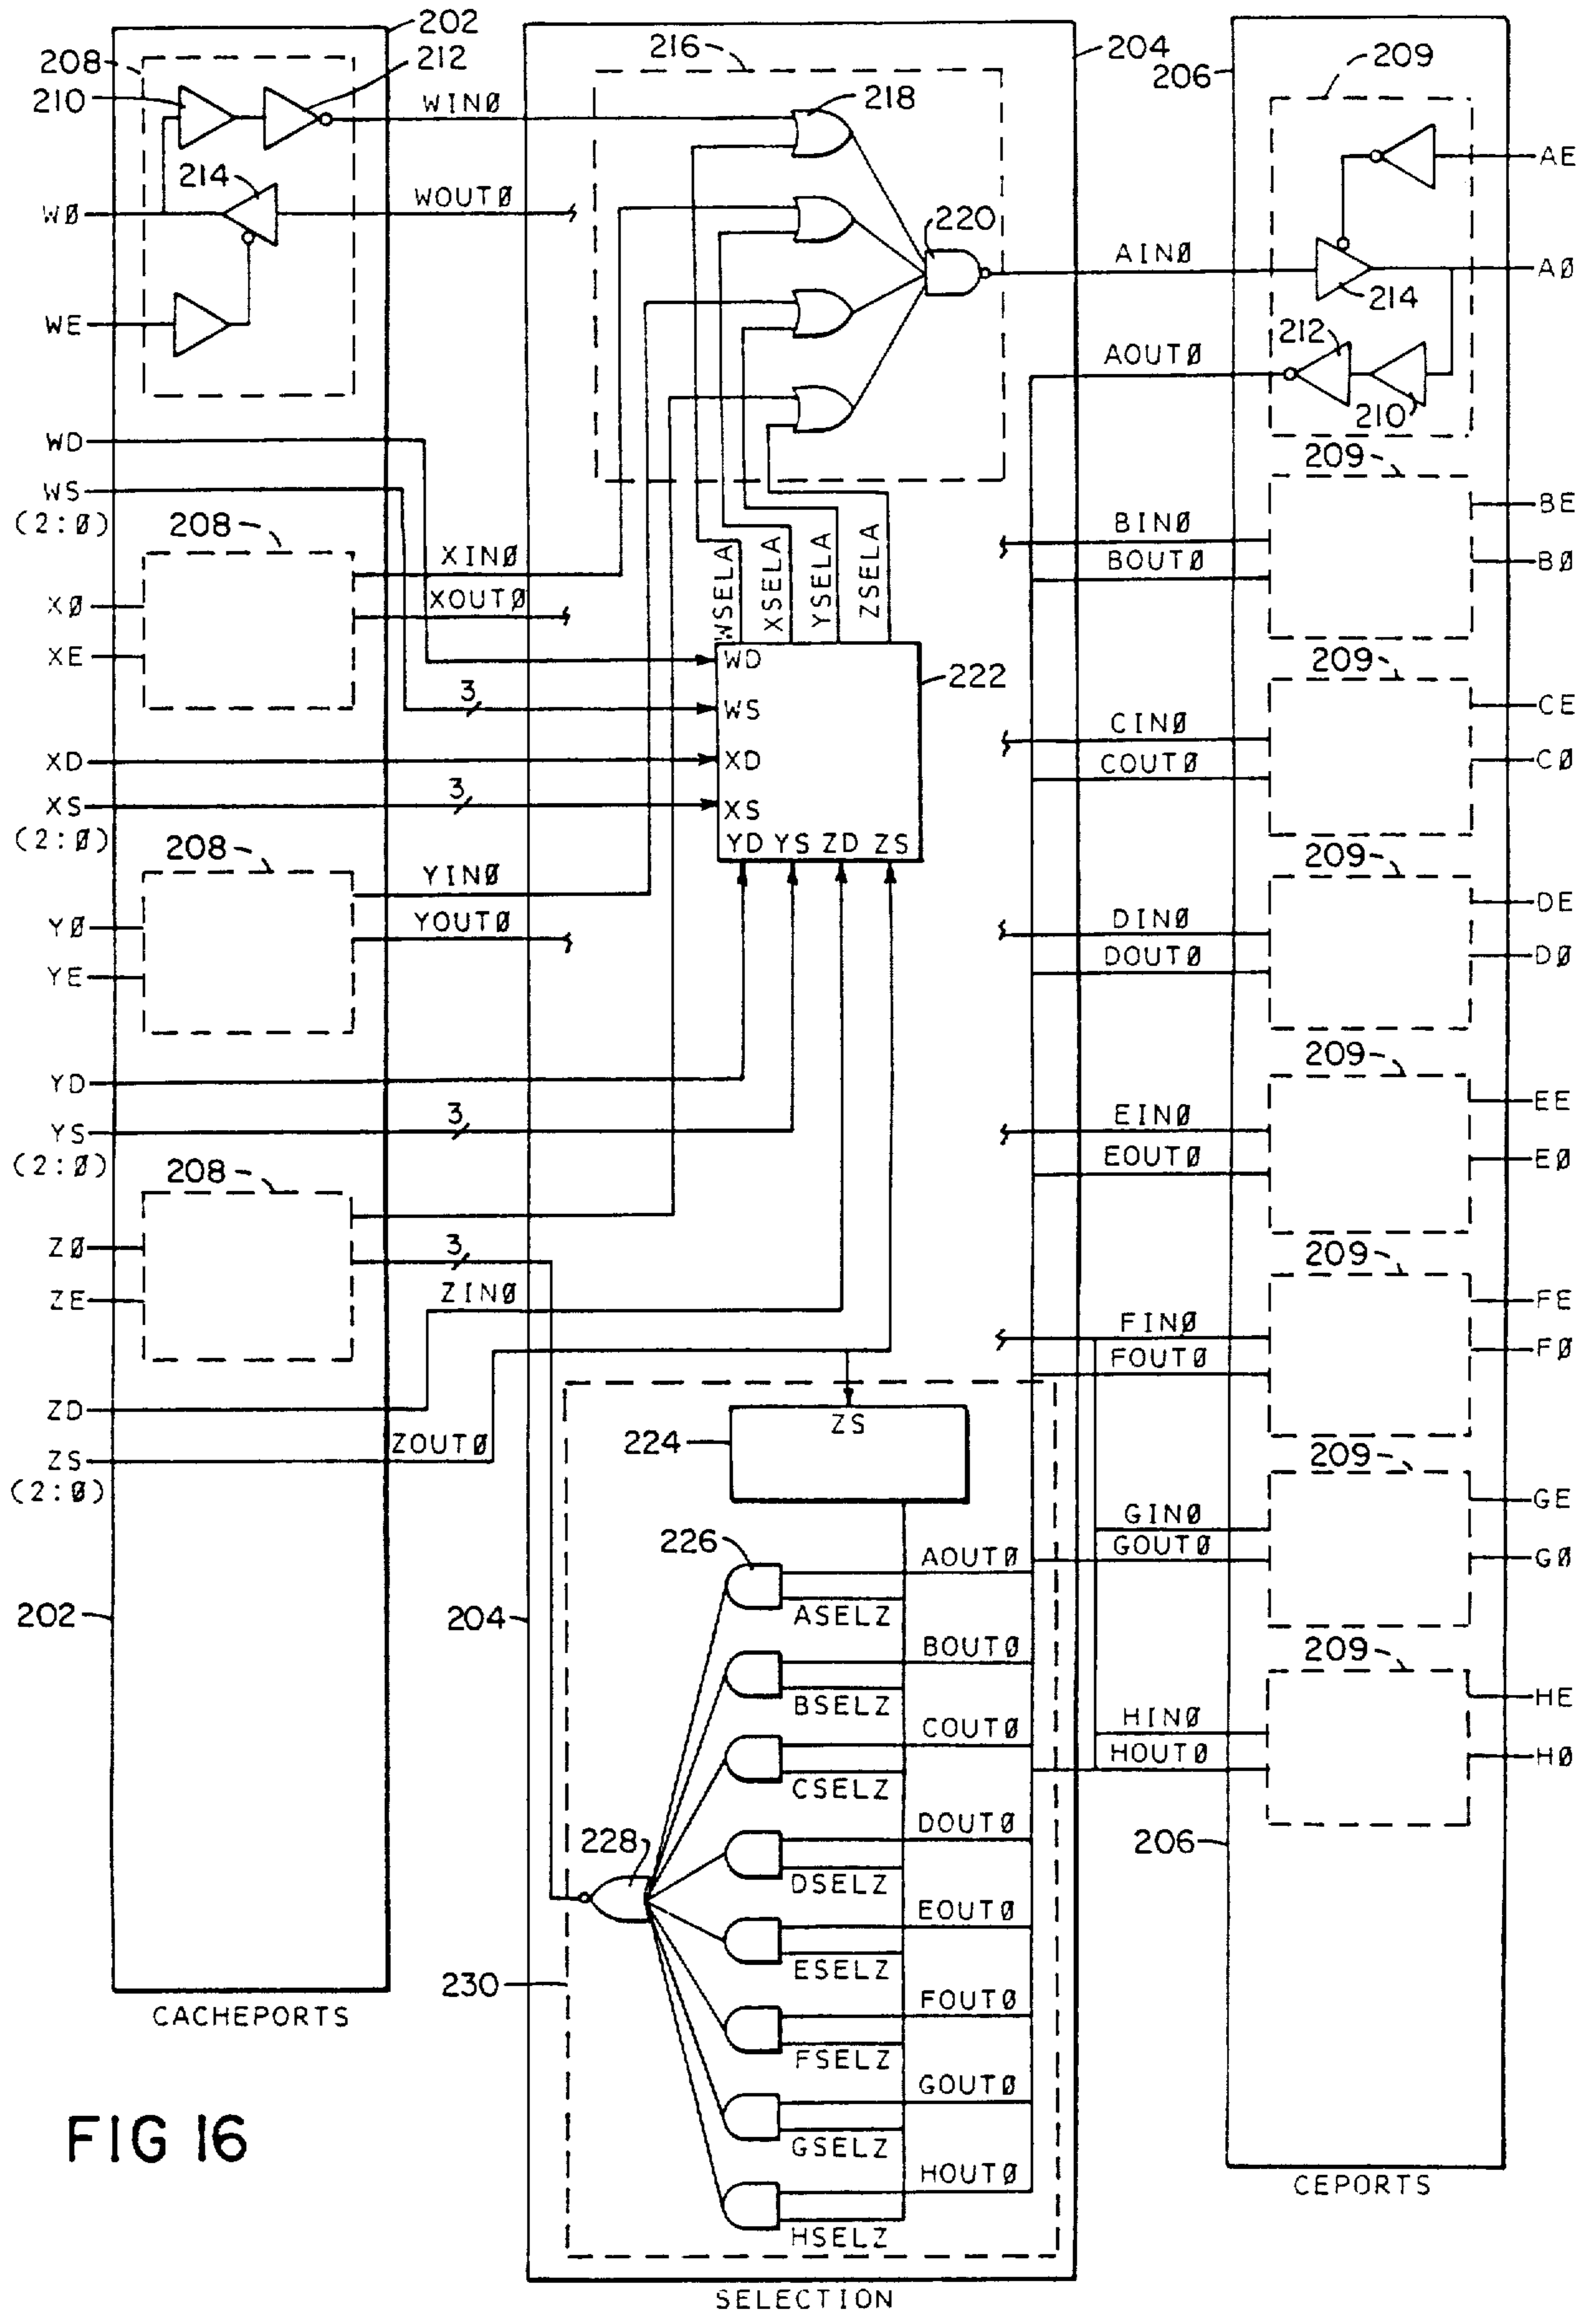 202
208
212
210
WINØ
214
WOUTØ
WØ
WE
WD
WS
(2:Ø)
208
XINØ
XOUTØ
XØ
XE
3
XD
XS
(2:Ø)
3
208
YINØ
YOUTØ
YØ
YE
YD
YS
(2:Ø)
3
208
ZØ
ZE
3
ZINØ
ZD
ZS
(2:Ø)
ZOUTØ
202
CACHEPORTS
FIG 16
204
216
218
220
WSELA
XSELA
YSELA
ZSELA
222
WD
WS
XD
XS
YD YS ZD ZS
224
ZS
226
AOUTØ
ASELZ
BOUTØ
BSELZ
COUTØ
CSELZ
DOUTØ
DSELZ
228
EOUTØ
ESELZ
FOUTØ
FSELZ
GOUTØ
GSELZ
HOUTØ
HSELZ
204
230
SELECTION
206
209
AE
AINØ
AØ
214
AOUTØ
212
210
209
BINØ
BOUTØ
BE
BØ
209
CINØ
COUTØ
CE
CØ
209
DINØ
DOUTØ
DE
DØ
209
EINØ
EOUTØ
EE
EØ
209
FINØ
FOUTØ
FE
FØ
209
GINØ
GOUTØ
GE
GØ
209
HINØ
HOUTØ
HE
HØ
206
CEPORTS